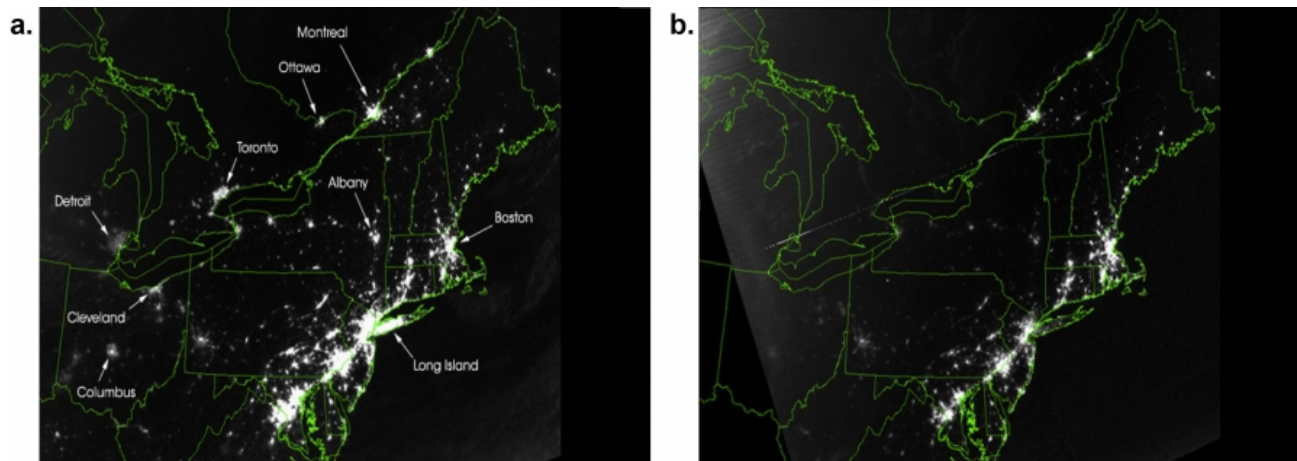 a.
b.
Montreal
Ottawa
Toronto
Albany
Detroit
Boston
Cleveland
Long Island
Columbus